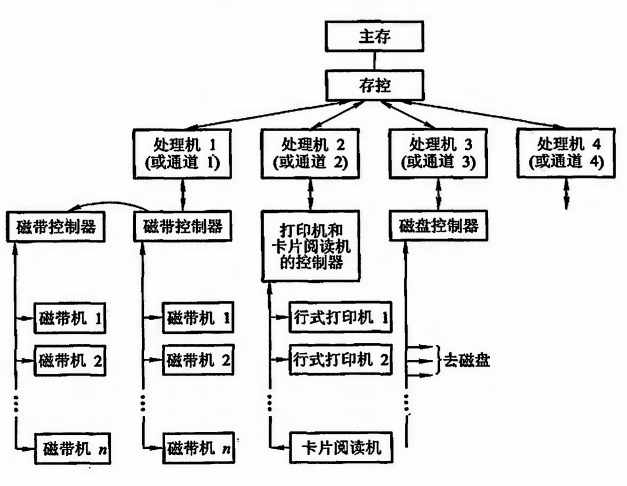 主存
存控
处理机 1
(或通道 1)
处理机 2
(或通道 2)
处理机 3
(或通道 3)
处理机 4
(或通道 4)
磁带控制器
磁带控制器
打印机和
卡片阅读机
的控制器
磁盘控制器
磁带机 1
磁带机 1
行式打印机 1
磁带机 2
磁带机 2
行式打印机 2
去磁盘
磁带机 n
磁带机 n
卡片阅读机